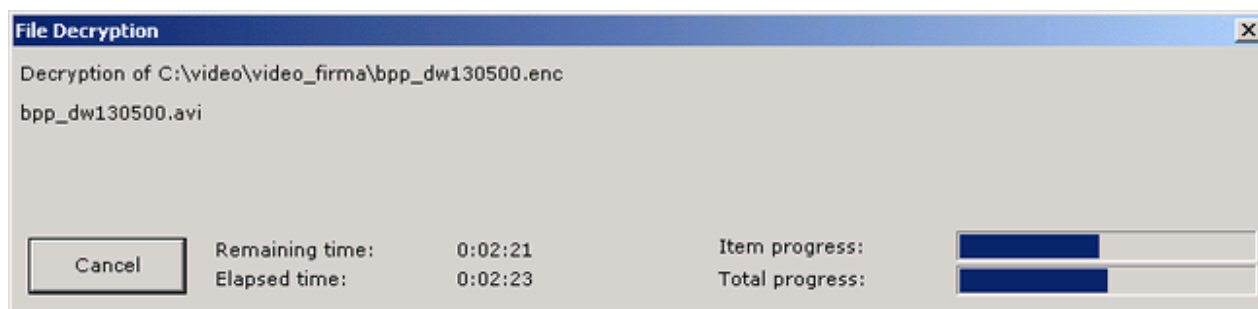 File Decryption
Decryption of C:\video\video_firma\bpp_dw130500.enc
bpp_dw130500.avi
Cancel
Remaining time: 0:02:21
Item progress:
Elapsed time: 0:02:23
Total progress: